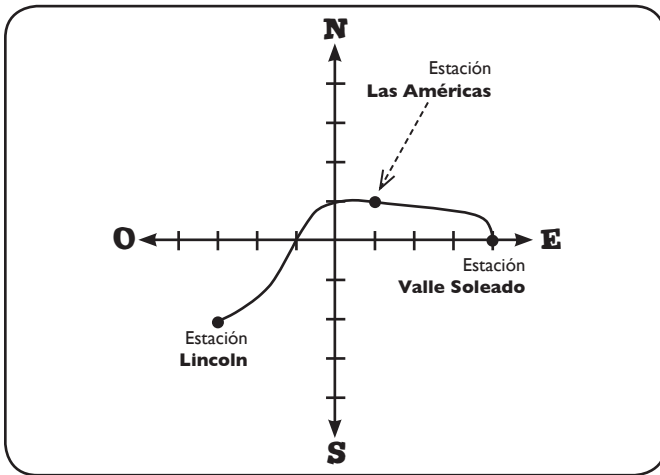 N
Estación
Las Américas
O
E
Estación
Valle Soleado
Estación
Lincoln
S